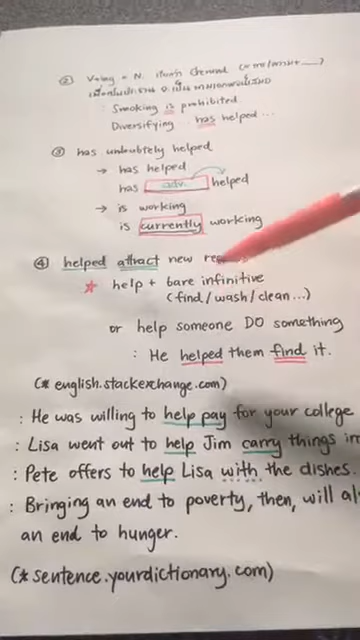 ② V+ing = N. เรียกว่า Gerund
: Smoking is prohibited.
Diversifying has helped ...
③ has undoubtely helped
→ has helped
has adv. helped
→ is working
is currently working
④ helped attract new
* help + bare infinitive
(find / wash / clean ...)
or help someone DO something
: He helped them find it.
(* english.stackexchange.com)
: He was willing to help pay for your college
: Lisa went out to help Jim carry things in
: Pete offers to help Lisa with the dishes.
: Bringing an end to poverty, then, will
an end to hunger.
(* sentence.yourdictionary.com)